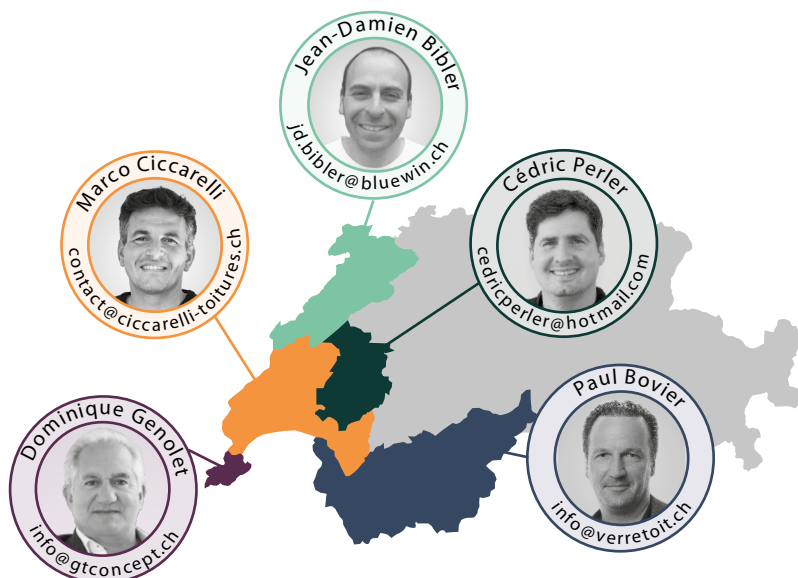 Jean-Damien Bibler
jd.bibler@bluewin.ch
Marco Ciccarelli
contact@ciccarelli-toitures.ch
Cédric Perler
cedricperler@hotmail.com
Paul Bovier
info@verretoit.ch
Dominique Genolet
info@gtconcept.ch